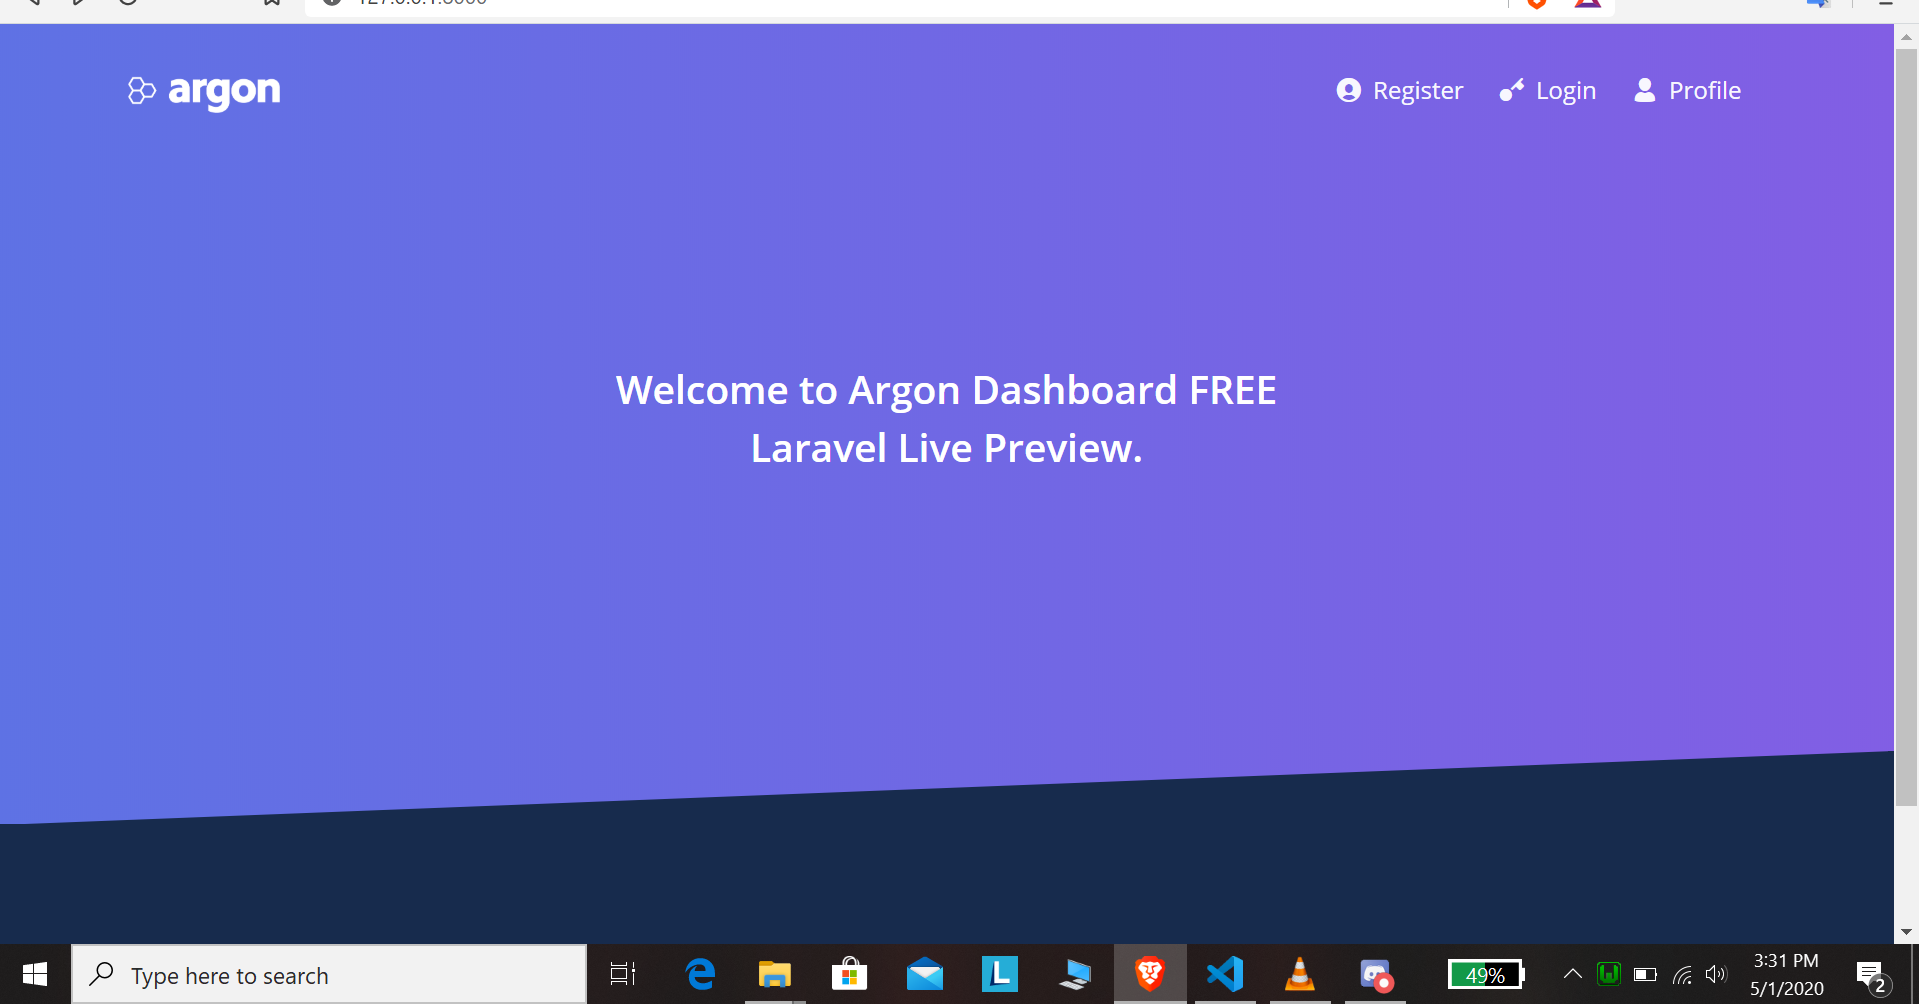 argon
Register
Login
Profile
Welcome to Argon Dashboard FREE
Laravel Live Preview.
Type here to search
L
49%
3:31 PM
5/1/2020
2